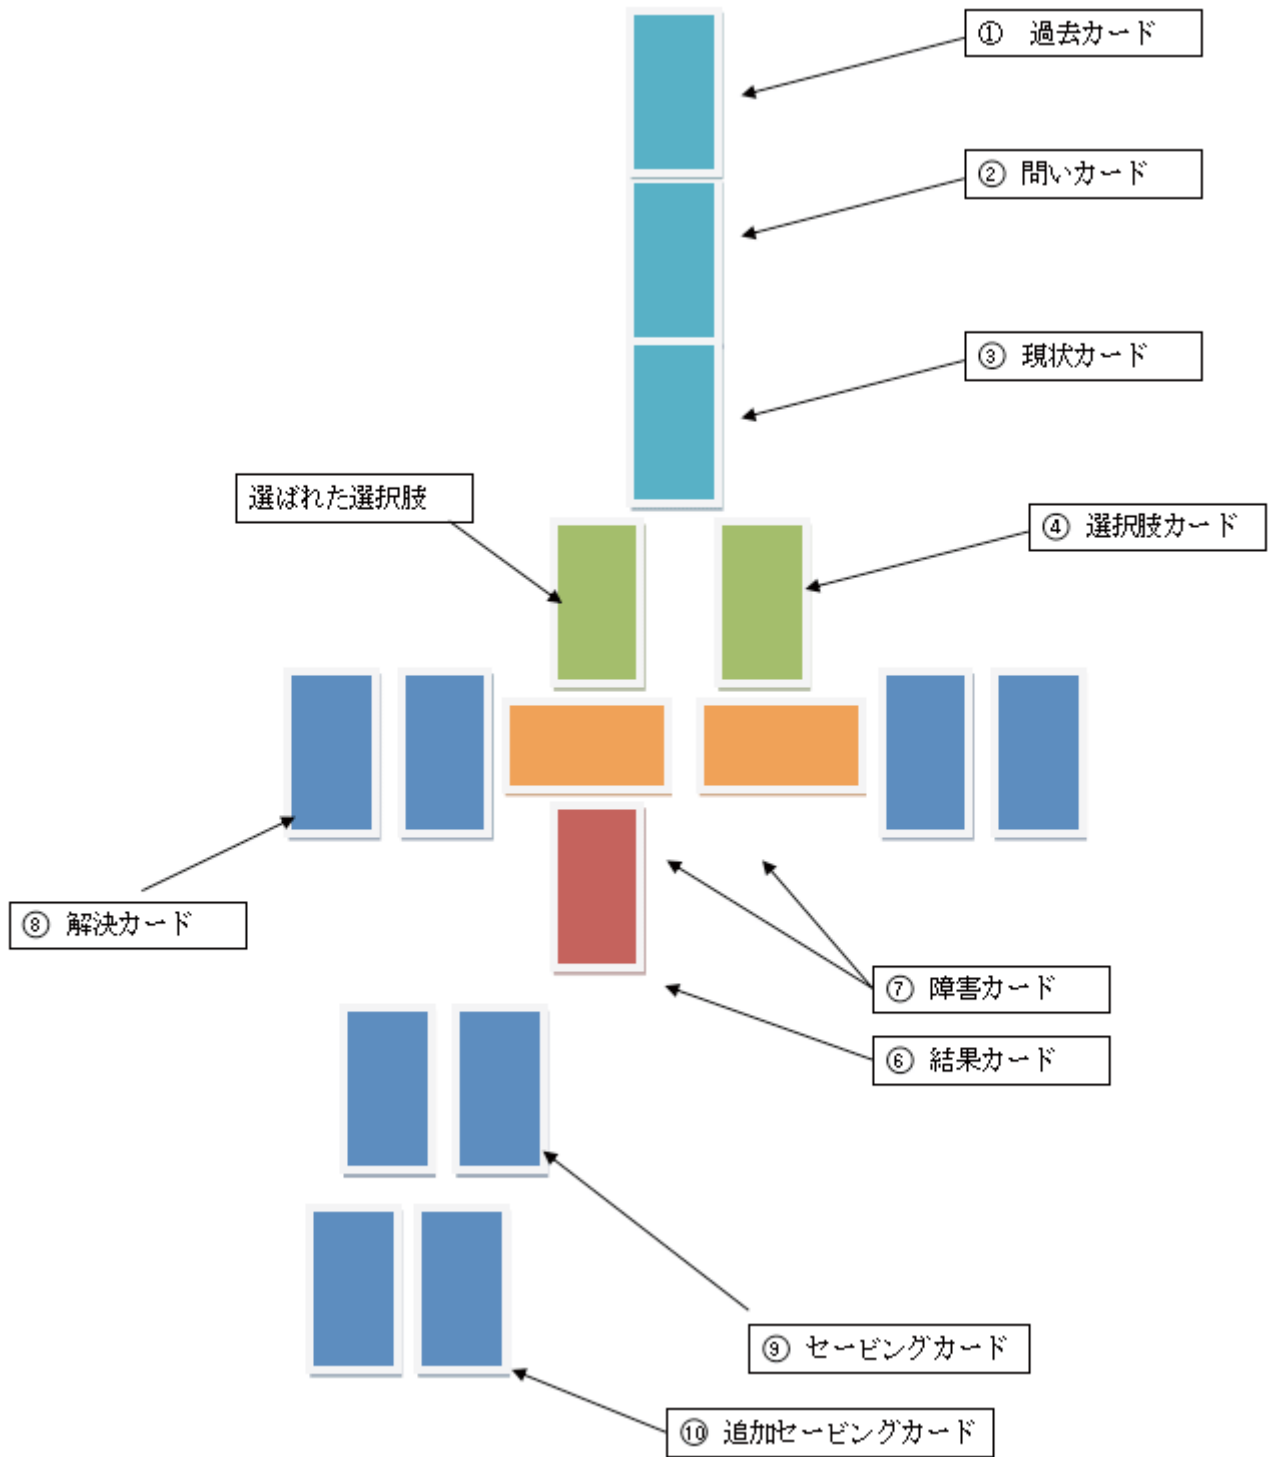 ① 過去カード
② 問いカード
③ 現状カード
選ばれた選択肢
④ 選択肢カード
⑧ 解決カード
⑦ 障害カード
⑥ 結果カード
⑨ セービングカード
⑩ 追加セービングカード